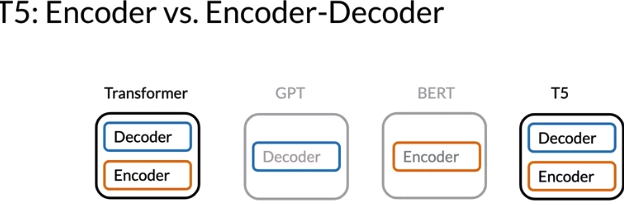 T5: Encoder vs. Encoder-Decoder
Transformer GPT BERT T5
Decoder Decoder Encoder Decoder
Encoder Encoder